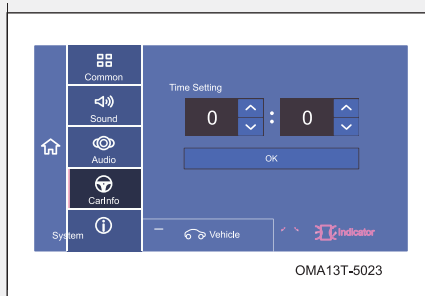 Common
Time Setting
Sound
0 : 0
OK
Audio
CarInfo
System
Vehicle
Indicator
OMA13T-5023